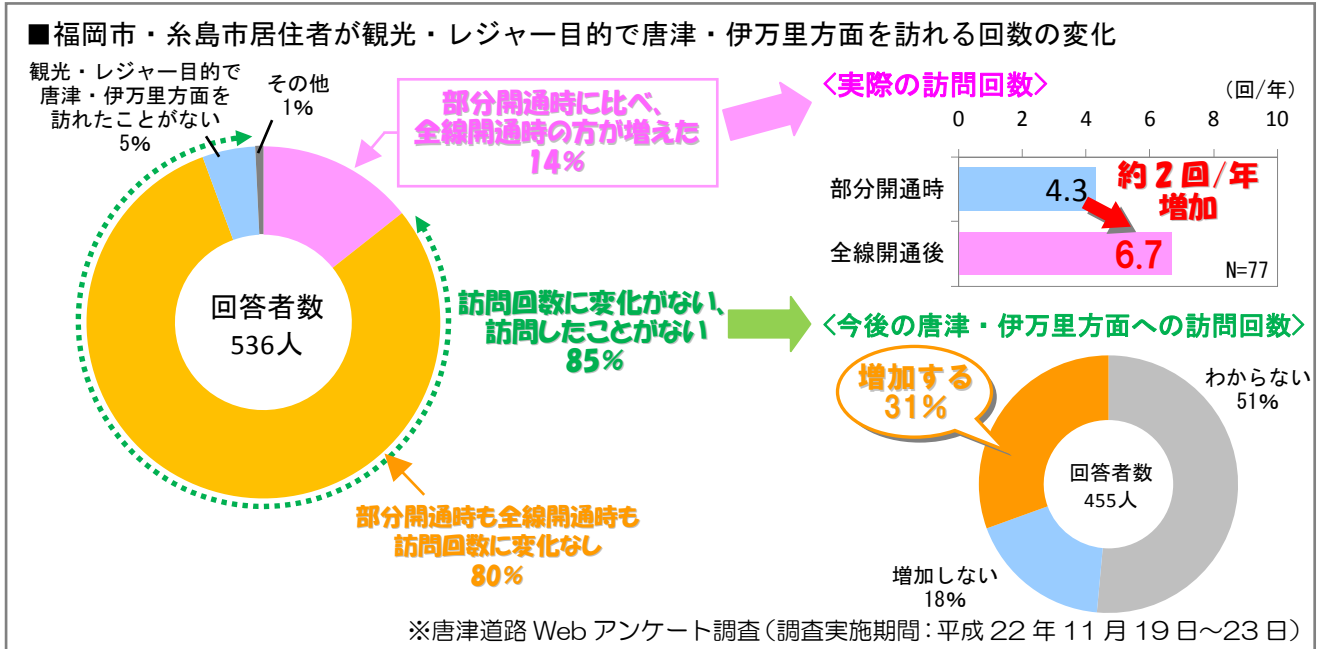 ■福岡市・糸島市居住者が観光・レジャー目的で唐津・伊万里方面を訪れる回数の変化
観光・レジャー目的で
唐津・伊万里方面を
訪れたことがない
5%
その他
1%
部分開通時に比べ、
全線開通時の方が増えた
14%
回答者数
536人
訪問回数に変化がない、
訪問したことがない
85%
部分開通時も全線開通時も
訪問回数に変化なし
80%
<実際の訪問回数>
(回/年)
0 2 4 6 8 10
部分開通時
4.3
約2回/年
増加
全線開通後
6.7
N=77
<今後の唐津・伊万里方面への訪問回数>
増加する
31%
わからない
51%
回答者数
455人
増加しない
18%
※唐津道路 Web アンケート調査(調査実施期間:平成 22 年 11 月 19 日~23 日)